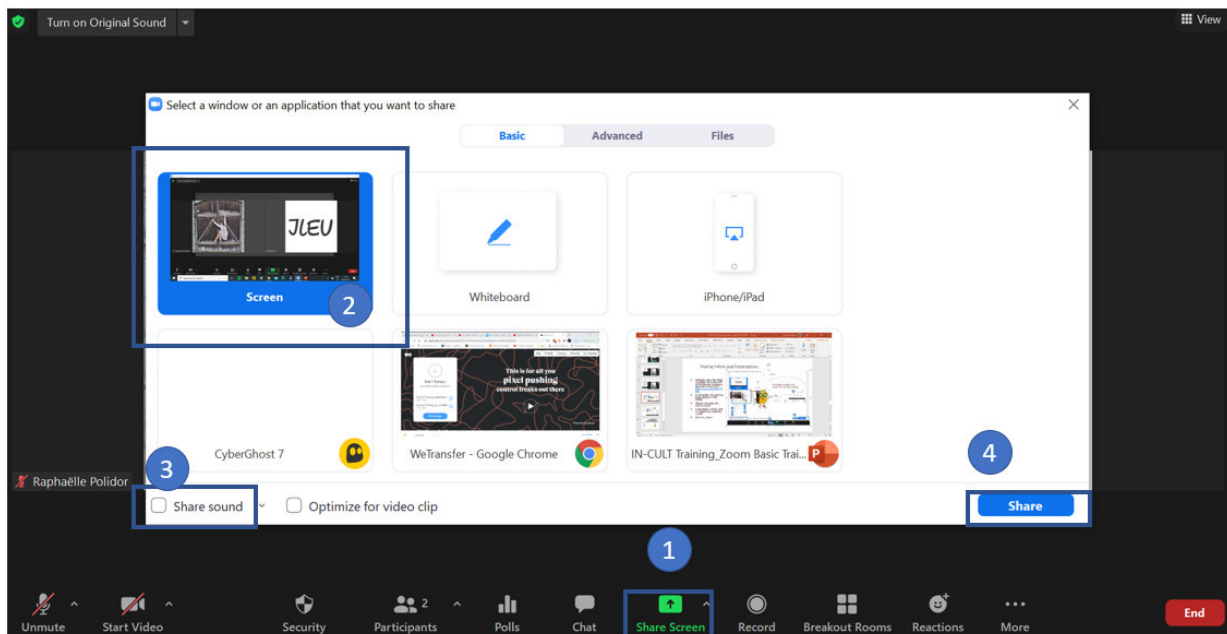 Turn on Original Sound
View
Select a window or an application that you want to share
Basic Advanced Files
JLEU
Screen
2
Whiteboard
iPhone/iPad
This is for all you
pixel pushing
control freaks out there
CyberGhost 7
WeTransfer - Google Chrome
IN-CULT Training_Zoom Basic Trai...
P
3
4
Raphaëlle Polidor
Share sound
Optimize for video clip
Share
1
2
Unmute
Start Video
Security
Participants
Polls
Chat
Share Screen
Record
Breakout Rooms
Reactions
More
End